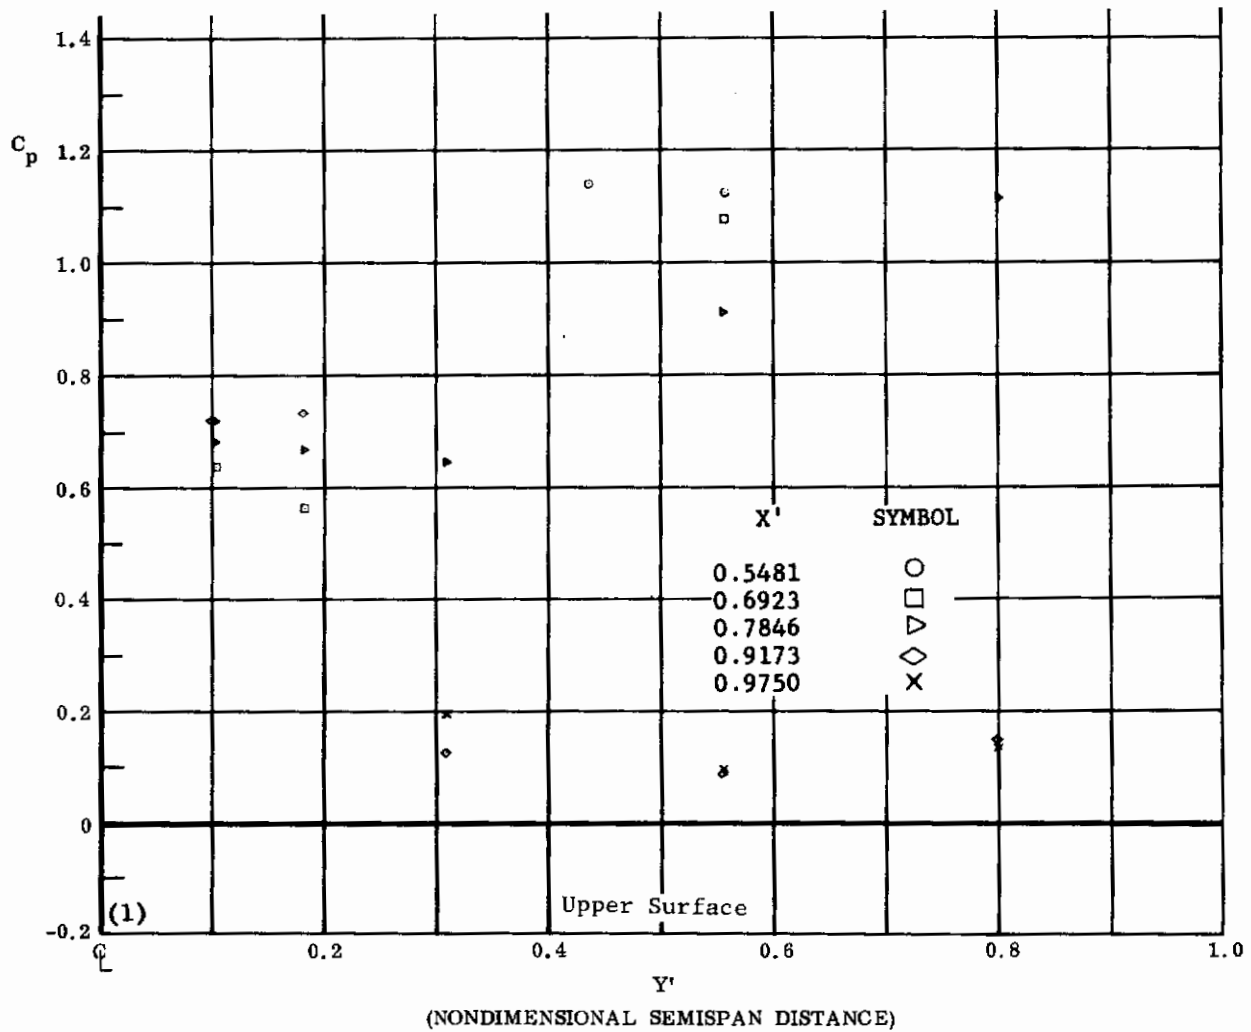 1.4
C_p
1.2
1.0
0.8
0.6
0.4
0.2
0
-0.2
X' SYMBOL
0.5481 ○
0.6923 □
0.7846 ▷
0.9173 ◇
0.9750 ×
(1)
Upper Surface
℄ 0.2 0.4 0.6 0.8 1.0
Y'
(NONDIMENSIONAL SEMISPAN DISTANCE)